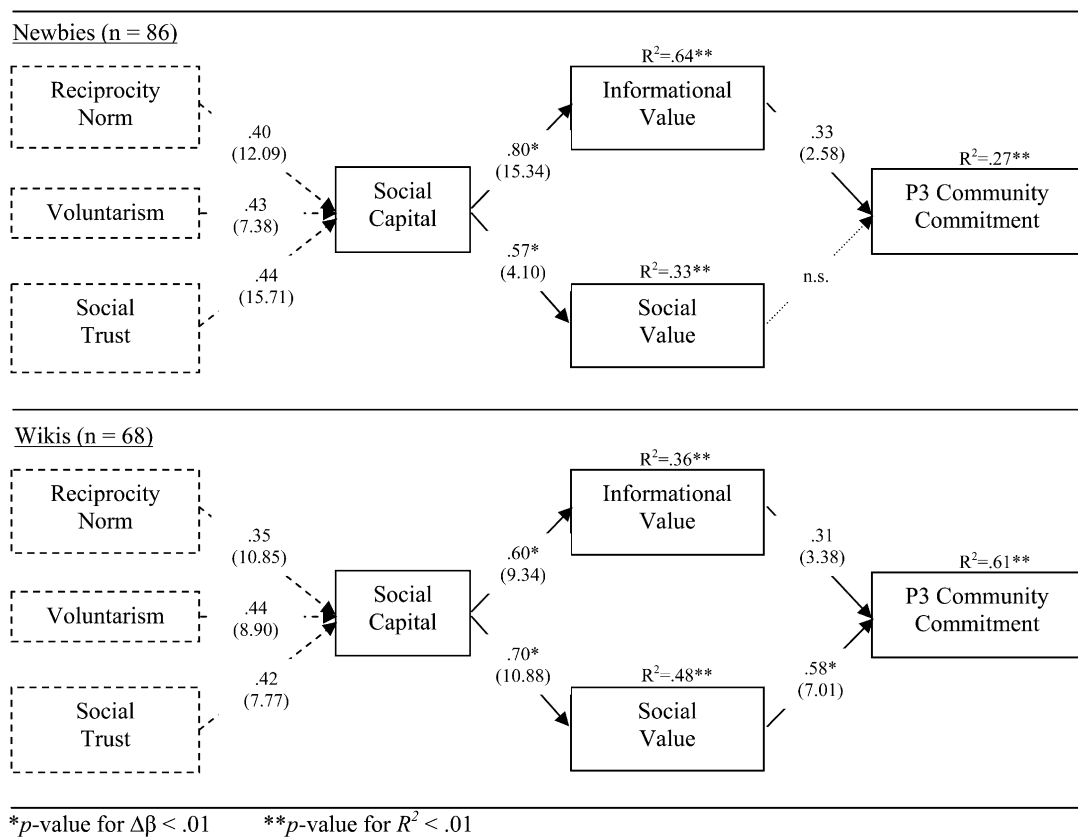 Newbies (n = 86)
R²=.64**
Reciprocity
Norm
Informational
Value
.40
(12.09)
.80*
(15.34)
.33
(2.58)
R²=.27**
Voluntarism
.43
(7.38)
Social
Capital
P3 Community
Commitment
.44
(15.71)
.57*
(4.10)
R²=.33**
n.s.
Social
Trust
Social
Value
Wikis (n = 68)
R²=.36**
Reciprocity
Norm
Informational
Value
.35
(10.85)
.60*
(9.34)
.31
(3.38)
R²=.61**
Voluntarism
.44
(8.90)
Social
Capital
P3 Community
Commitment
.42
(7.77)
.70*
(10.88)
R²=.48**
.58*
(7.01)
Social
Trust
Social
Value
*p-value for Δβ < .01 **p-value for R² < .01